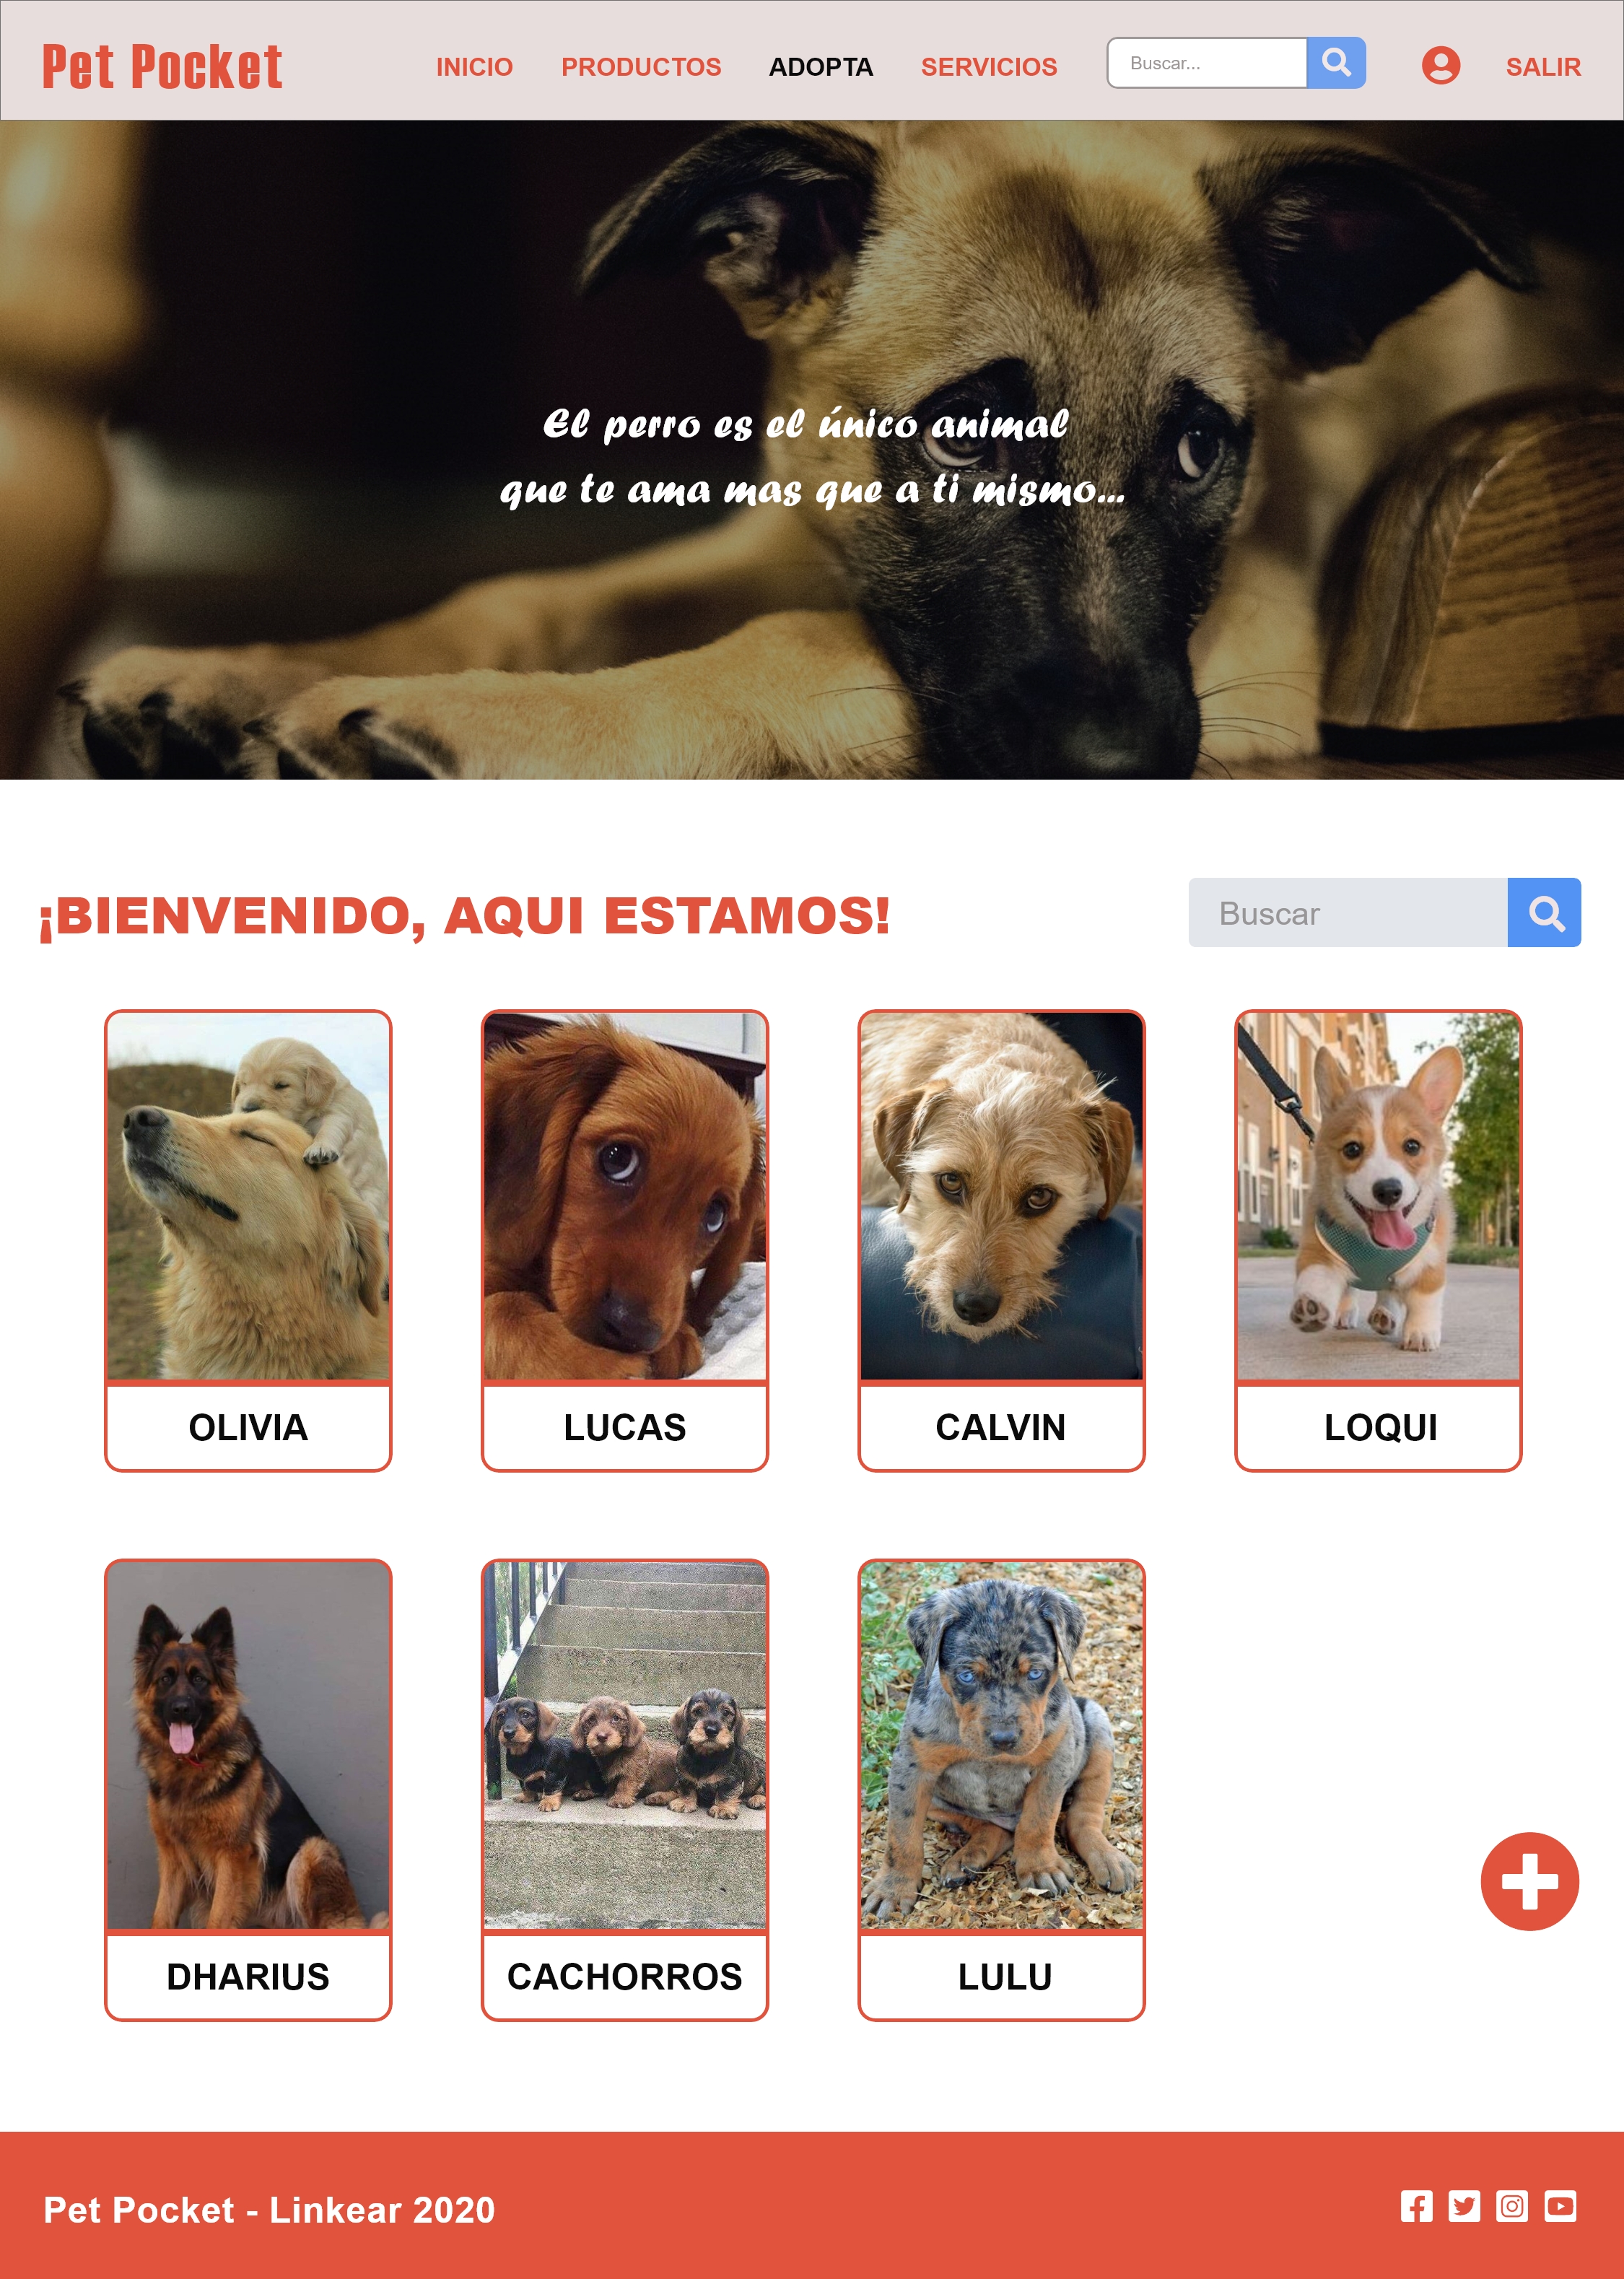 Pet Pocket
INICIO PRODUCTOS ADOPTA SERVICIOS Buscar... SALIR
El perro es el único animal
que te ama mas que a ti mismo...
¡BIENVENIDO, AQUI ESTAMOS!
Buscar
OLIVIA
LUCAS
CALVIN
LOQUI
DHARIUS
CACHORROS
LULU
Pet Pocket - Linkear 2020